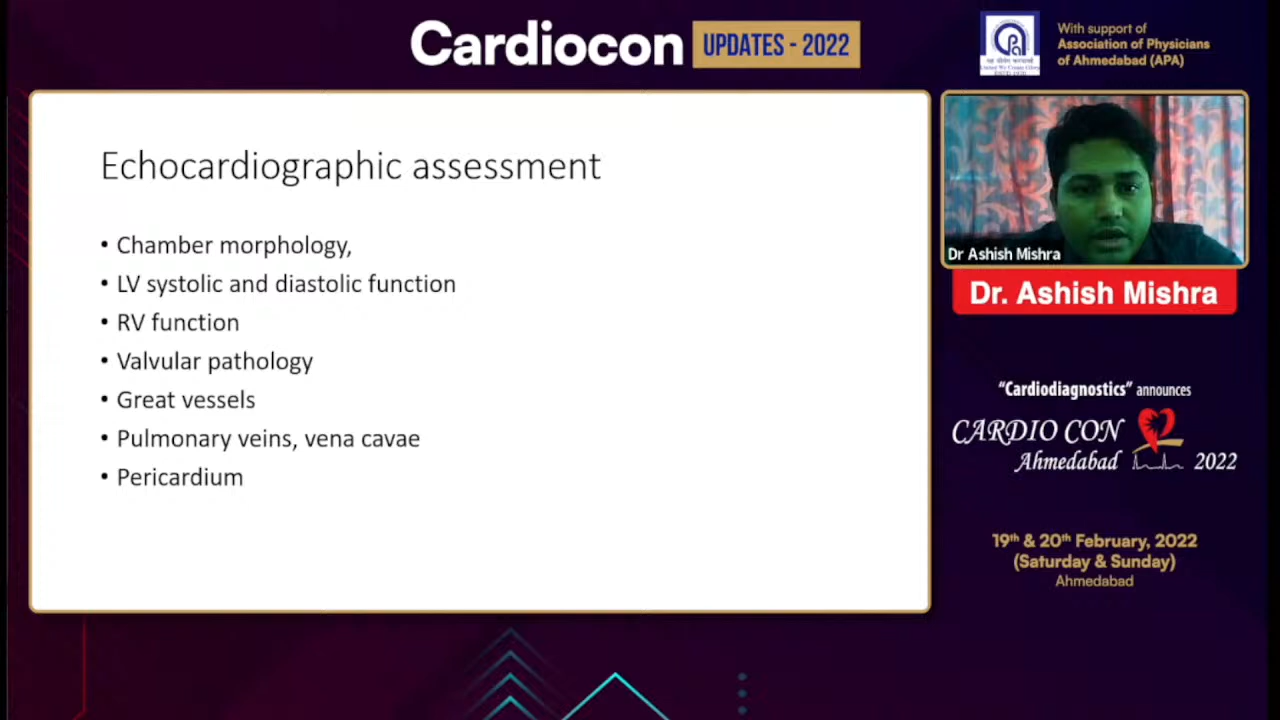 Cardiocon UPDATES - 2022
With support of
Association of Physicians
of Ahmedabad (APA)
Echocardiographic assessment
• Chamber morphology,
• LV systolic and diastolic function
• RV function
• Valvular pathology
• Great vessels
• Pulmonary veins, vena cavae
• Pericardium
Dr Ashish Mishra
Dr. Ashish Mishra
“Cardiodiagnostics” announces
CARDIO CON
Ahmedabad 2022
19th & 20th February, 2022
(Saturday & Sunday)
Ahmedabad